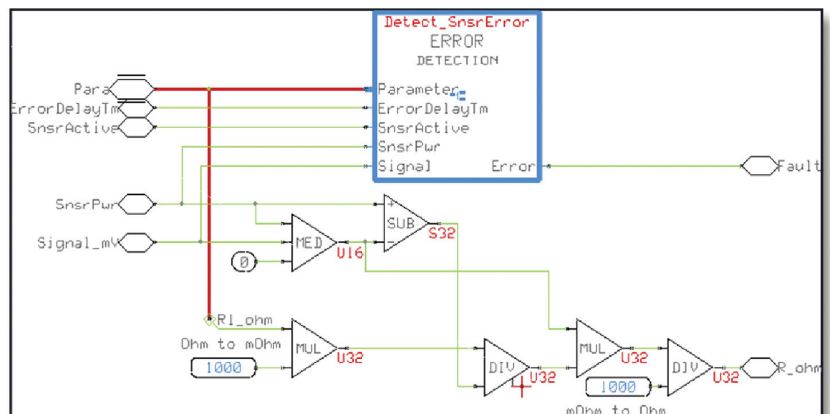 Detect_SnsrError
ERROR
DETECTION
Para
Parameter
ErrorDelayTm
ErrorDelayTm
SnsrActive
SnsrActive
SnsrPwr
Signal
Error
Fault
SnsrPwr
SUB
S32
Signal_mV
MED
U16
0
R1_ohm
Ohm to mOhm
MUL
U32
1000
DIV
U32
MUL
U32
DIV
U32
R_ohm
1000
mOhm to Ohm